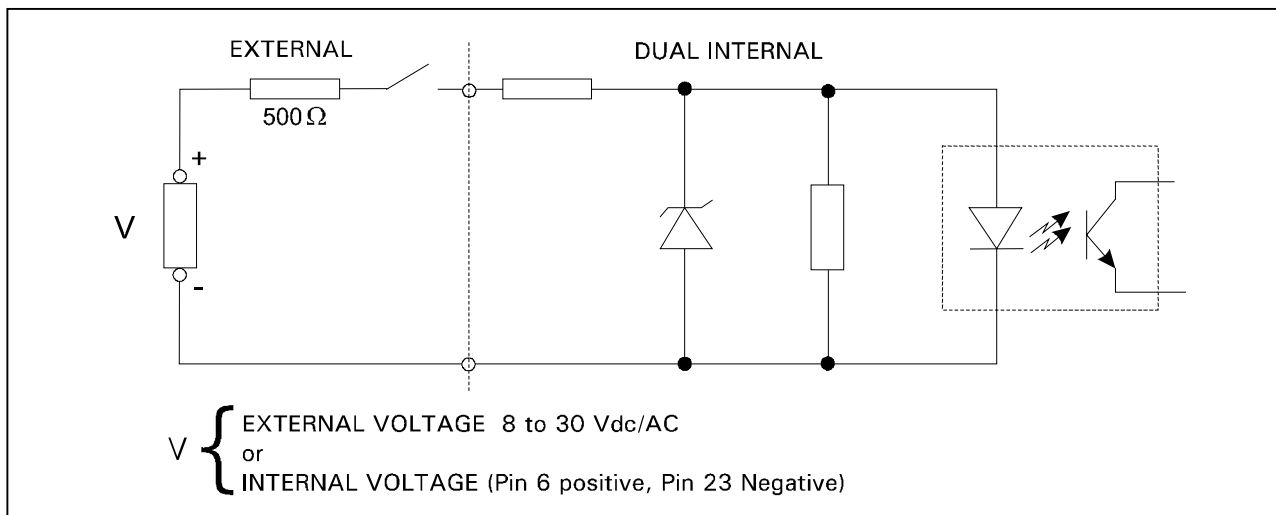 EXTERNAL
DUAL INTERNAL
500Ω
+
V
-
V { EXTERNAL VOLTAGE 8 to 30 Vdc/AC
or
INTERNAL VOLTAGE (Pin 6 positive, Pin 23 Negative)